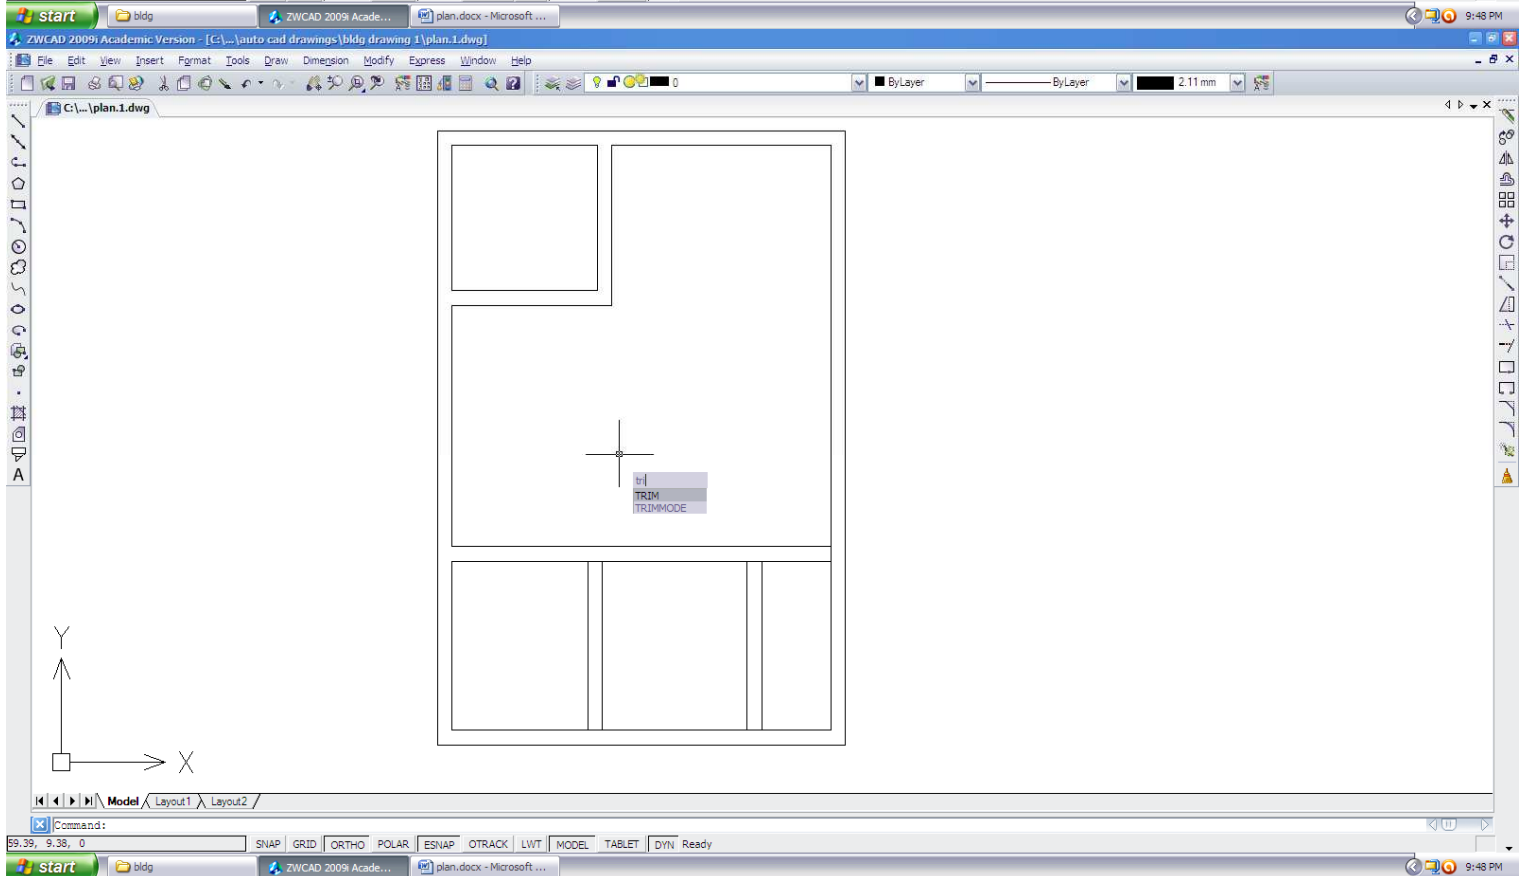 start bldg ZWCAD 2009i Acade... plan.docx - Microsoft ... 9:48 PM
ZWCAD 2009i Academic Version - [C:\...\auto cad drawings\bldg drawing 1\plan.1.dwg]
File Edit View Insert Format Tools Draw Dimension Modify Express Window Help
0 ByLayer ByLayer 2.11 mm
C:\...\plan.1.dwg
tri
TRIM
TRIMMODE
Y
X
A
Model Layout1 Layout2
Command:
59.39, 9.38, 0 SNAP GRID ORTHO POLAR ESNAP OTRACK LWT MODEL TABLET DYN Ready
start bldg ZWCAD 2009i Acade... plan.docx - Microsoft ... 9:48 PM